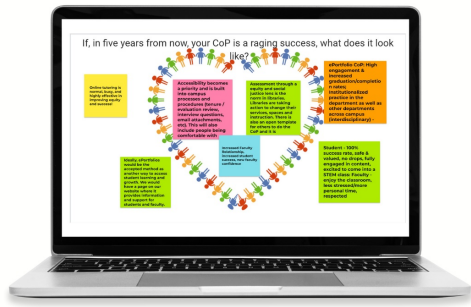 If, in five years from now, your CoP is a raging success, what does it look
like?
Online tutoring is
normal, busy, and
highly effective in
improving equity
and success!
Accessibility becomes
a priority and is built
into campus
processes and
procedures (tenure /
evaluation review,
interview questions,
email attachments,
etc). This will also
include people being
comfortable with
Assessment through a
equity and social
justice lens is the
norm in libraries.
Libraries are taking
action to change their
services, spaces and
instruction. There is
also an open template
for others to do the
CoP and it is
ePortfolio CoP: High
engagement &
increased
graduation/completio
n rates;
Institutionalized
practice in the
department as well as
other departments
across campus
(interdisciplinary) -
Increased Faculty
Relationship,
increased student
success, new faculty
confidence
Ideally, ePortfolios
would be the
accepted method as
another way to assess
student learning and
growth. We would
have a page on our
website where it
provides information
and support for
students and faculty.
Student - 100%
success rate, safe &
valued, no drops, fully
engaged in content,
excited to come into a
STEM class; Faculty -
enjoy the classroom,
less stressed/more
personal time,
respected